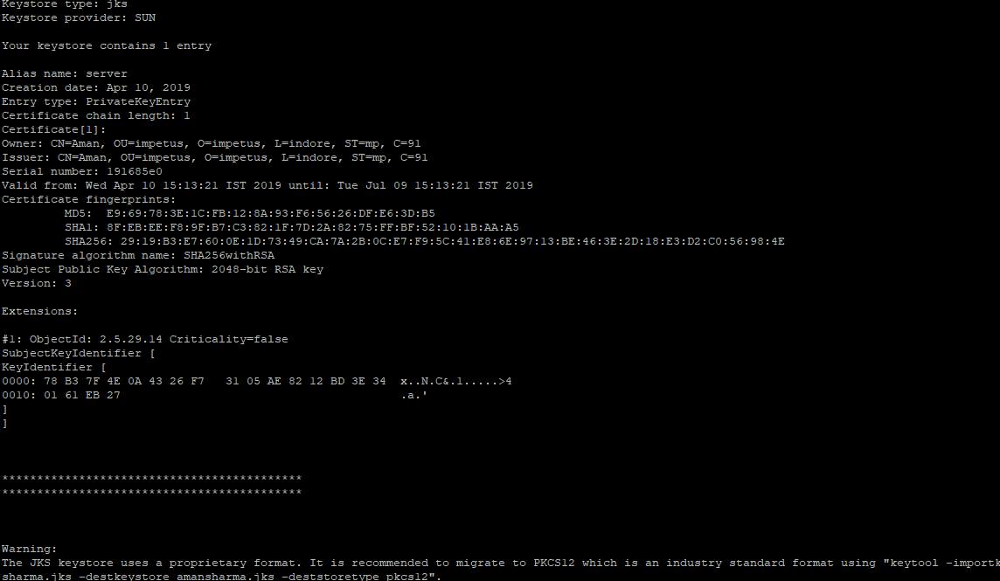 Keystore type: jks
Keystore provider: SUN
Your keystore contains 1 entry
Alias name: server
Creation date: Apr 10, 2019
Entry type: PrivateKeyEntry
Certificate chain length: 1
Certificate[1]:
Owner: CN=Aman, OU=impetus, O=impetus, L=indore, ST=mp, C=91
Issuer: CN=Aman, OU=impetus, O=impetus, L=indore, ST=mp, C=91
Serial number: 191685e0
Valid from: Wed Apr 10 15:13:21 IST 2019 until: Tue Jul 09 15:13:21 IST 2019
Certificate fingerprints:
MD5:  E9:69:78:3E:1C:FB:12:8A:93:F6:56:26:DF:E6:3D:B5
SHA1: 8F:EB:EE:F8:9F:B7:C3:82:1F:7D:2A:82:75:FF:BF:52:10:1B:AA:A5
SHA256: 29:19:B3:E7:60:0E:1D:73:49:CA:7A:2B:0C:E7:F9:5C:41:E8:6E:97:13:BE:46:3E:2D:18:E3:D2:C0:56:98:4E
Signature algorithm name: SHA256withRSA
Subject Public Key Algorithm: 2048-bit RSA key
Version: 3
Extensions:
#1: ObjectId: 2.5.29.14 Criticality=false
SubjectKeyIdentifier [
KeyIdentifier [
0000: 78 B3 7F 4E 0A 43 26 F7   31 05 AE 82 12 BD 3E 34  x..N.C&.1.....>4
0010: 01 61 EB 27                                        .a.'
]
]
*******************************************
*******************************************
Warning:
The JKS keystore uses a proprietary format. It is recommended to migrate to PKCS12 which is an industry standard format using "keytool -importk
sharma.jks -destkeystore amansharma.jks -deststoretype pkcs12".